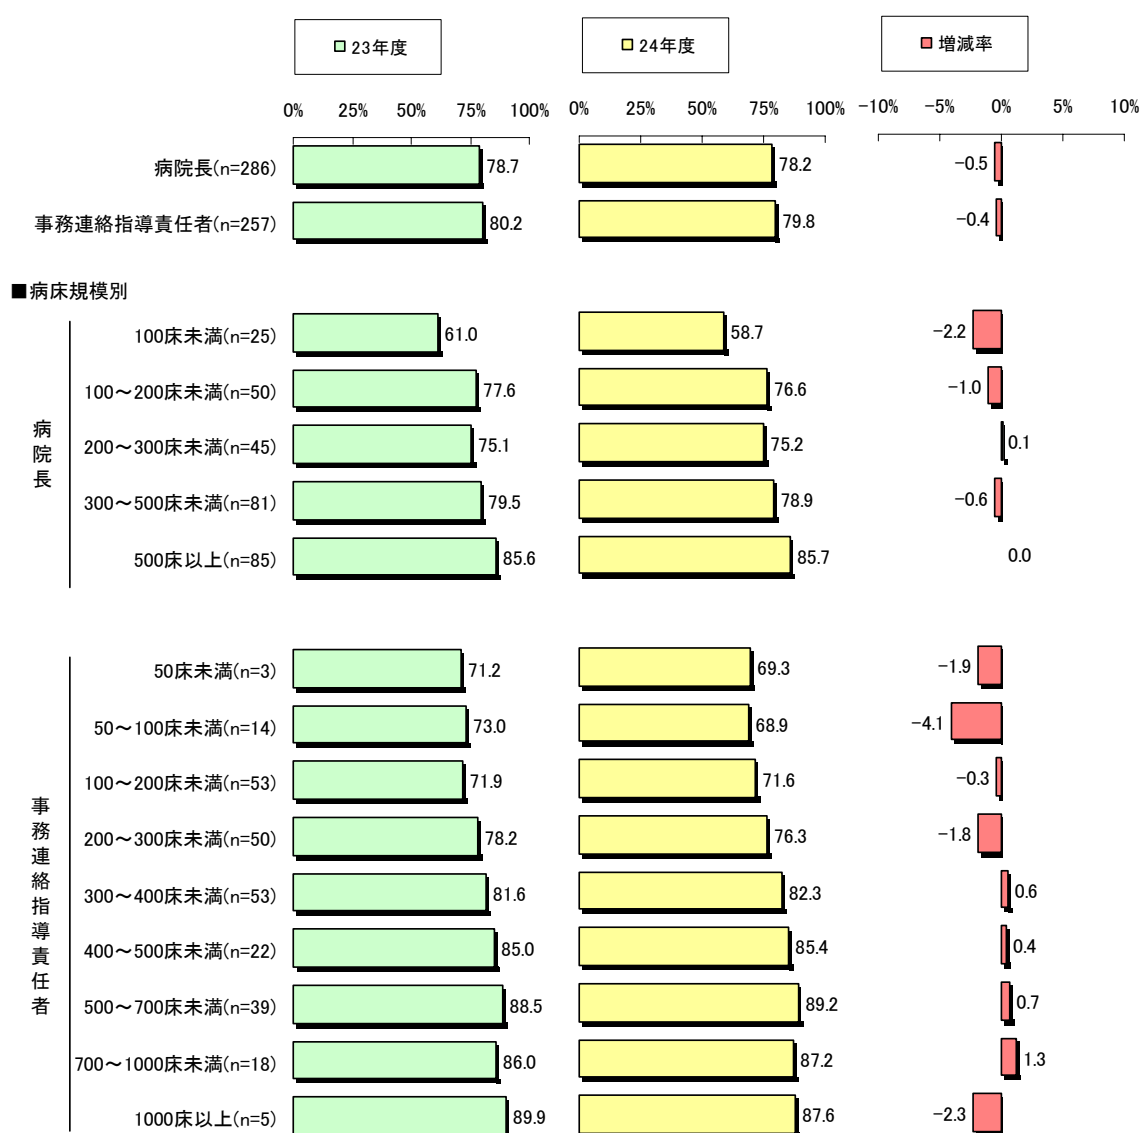 23年度 24年度 増減率
0% 25% 50% 75% 100% 0% 25% 50% 75% 100% -10% -5% 0% 5% 10%
病院長(n=286) 78.7 78.2 -0.5
事務連絡指導責任者(n=257) 80.2 79.8 -0.4
■病床規模別
病院長
100床未満(n=25) 61.0 58.7 -2.2
100～200床未満(n=50) 77.6 76.6 -1.0
200～300床未満(n=45) 75.1 75.2 0.1
300～500床未満(n=81) 79.5 78.9 -0.6
500床以上(n=85) 85.6 85.7 0.0
事務連絡指導責任者
50床未満(n=3) 71.2 69.3 -1.9
50～100床未満(n=14) 73.0 68.9 -4.1
100～200床未満(n=53) 71.9 71.6 -0.3
200～300床未満(n=50) 78.2 76.3 -1.8
300～400床未満(n=53) 81.6 82.3 0.6
400～500床未満(n=22) 85.0 85.4 0.4
500～700床未満(n=39) 88.5 89.2 0.7
700～1000床未満(n=18) 86.0 87.2 1.3
1000床以上(n=5) 89.9 87.6 -2.3